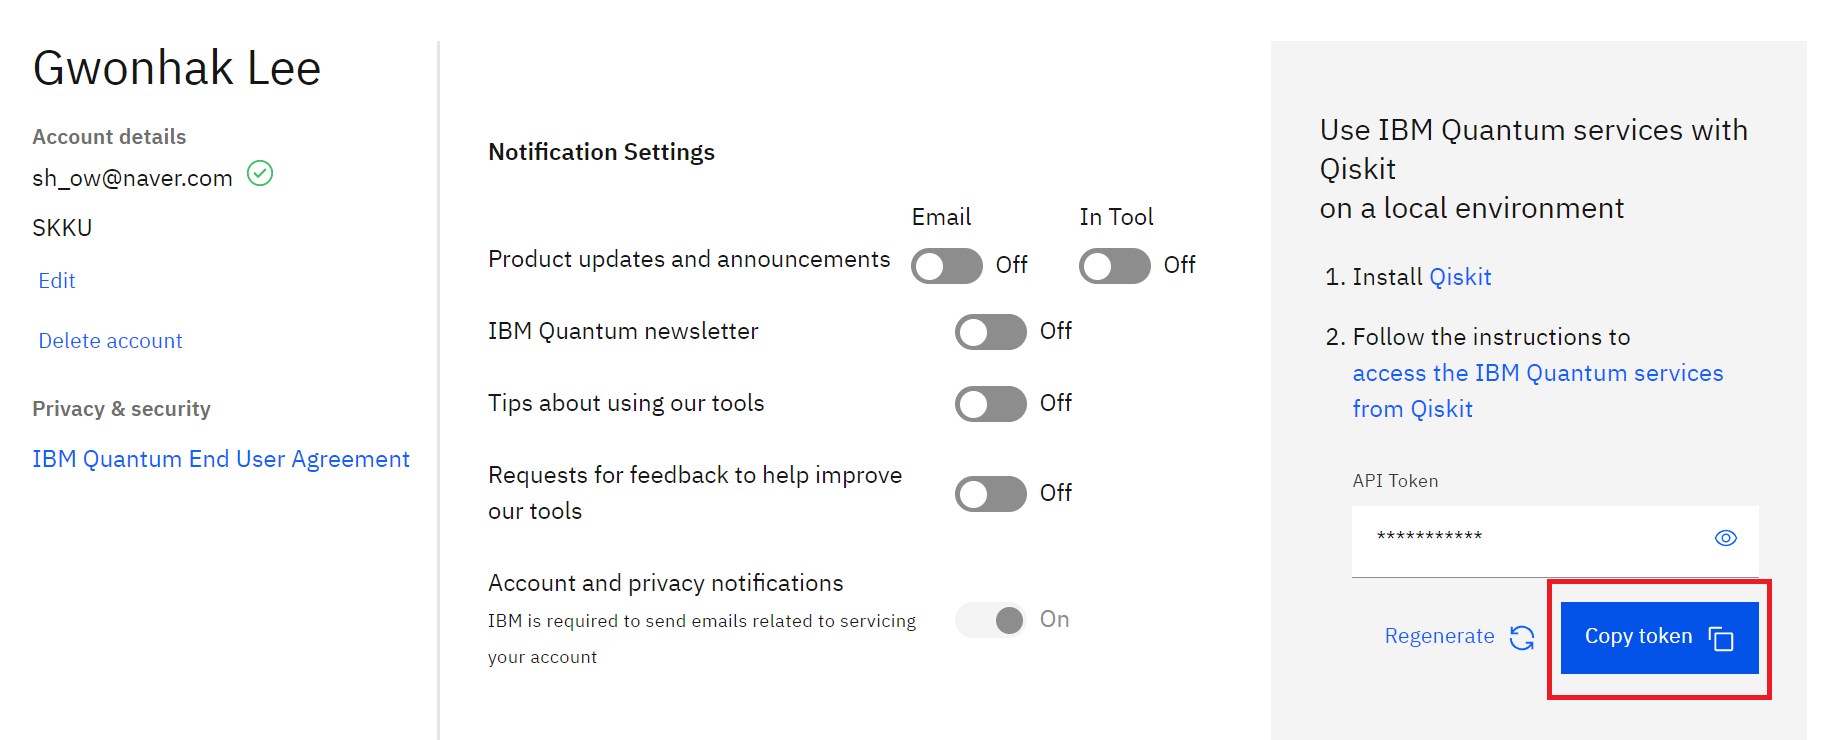 Gwonhak Lee
Account details
sh_ow@naver.com
SKKU
Edit
Delete account
Privacy & security
IBM Quantum End User Agreement
Notification Settings
Email In Tool
Product updates and announcements Off Off
IBM Quantum newsletter Off
Tips about using our tools Off
Requests for feedback to help improve
our tools Off
Account and privacy notifications
IBM is required to send emails related to servicing
your account On
Use IBM Quantum services with
Qiskit
on a local environment
1. Install Qiskit
2. Follow the instructions to
access the IBM Quantum services
from Qiskit
API Token
***********
Regenerate Copy token